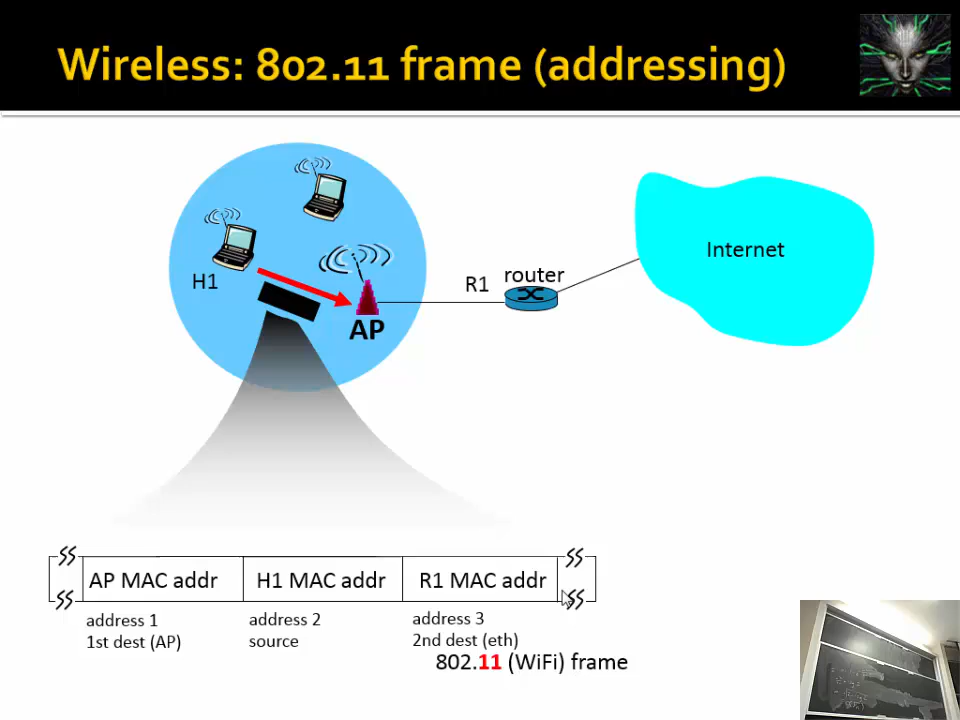 Wireless: 802.11 frame (addressing)
Internet
H1
AP
R1
router
AP MAC addr
H1 MAC addr
R1 MAC addr
address 1
1st dest (AP)
address 2
source
address 3
2nd dest (eth)
802.11 (WiFi) frame